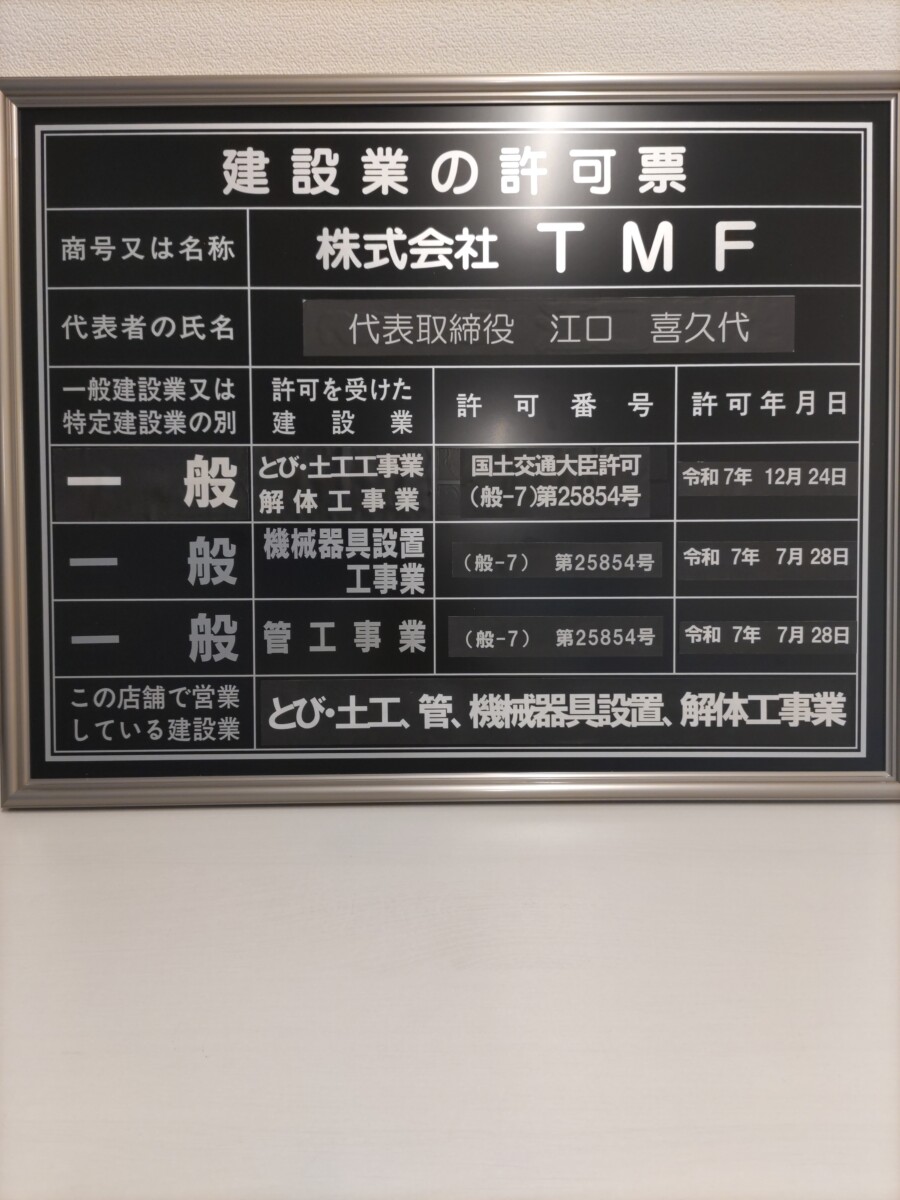 建設業の許可票
商号又は名称
株式会社 TMF
代表者の氏名
代表取締役 江口 喜久代
一般建設業又は
特定建設業の別
許可を受けた
建設業
許可番号
許可年月日
一般
とび・土工工事業
解体工事業
国土交通大臣許可
(般-7)第25854号
令和7年 12月24日
一般
機械器具設置
工事業
(般-7) 第25854号
令和 7年 7月28日
一般
管工事業
(般-7) 第25854号
令和 7年 7月28日
この店舗で営業
している建設業
とび・土工、管、機械器具設置、解体工事業